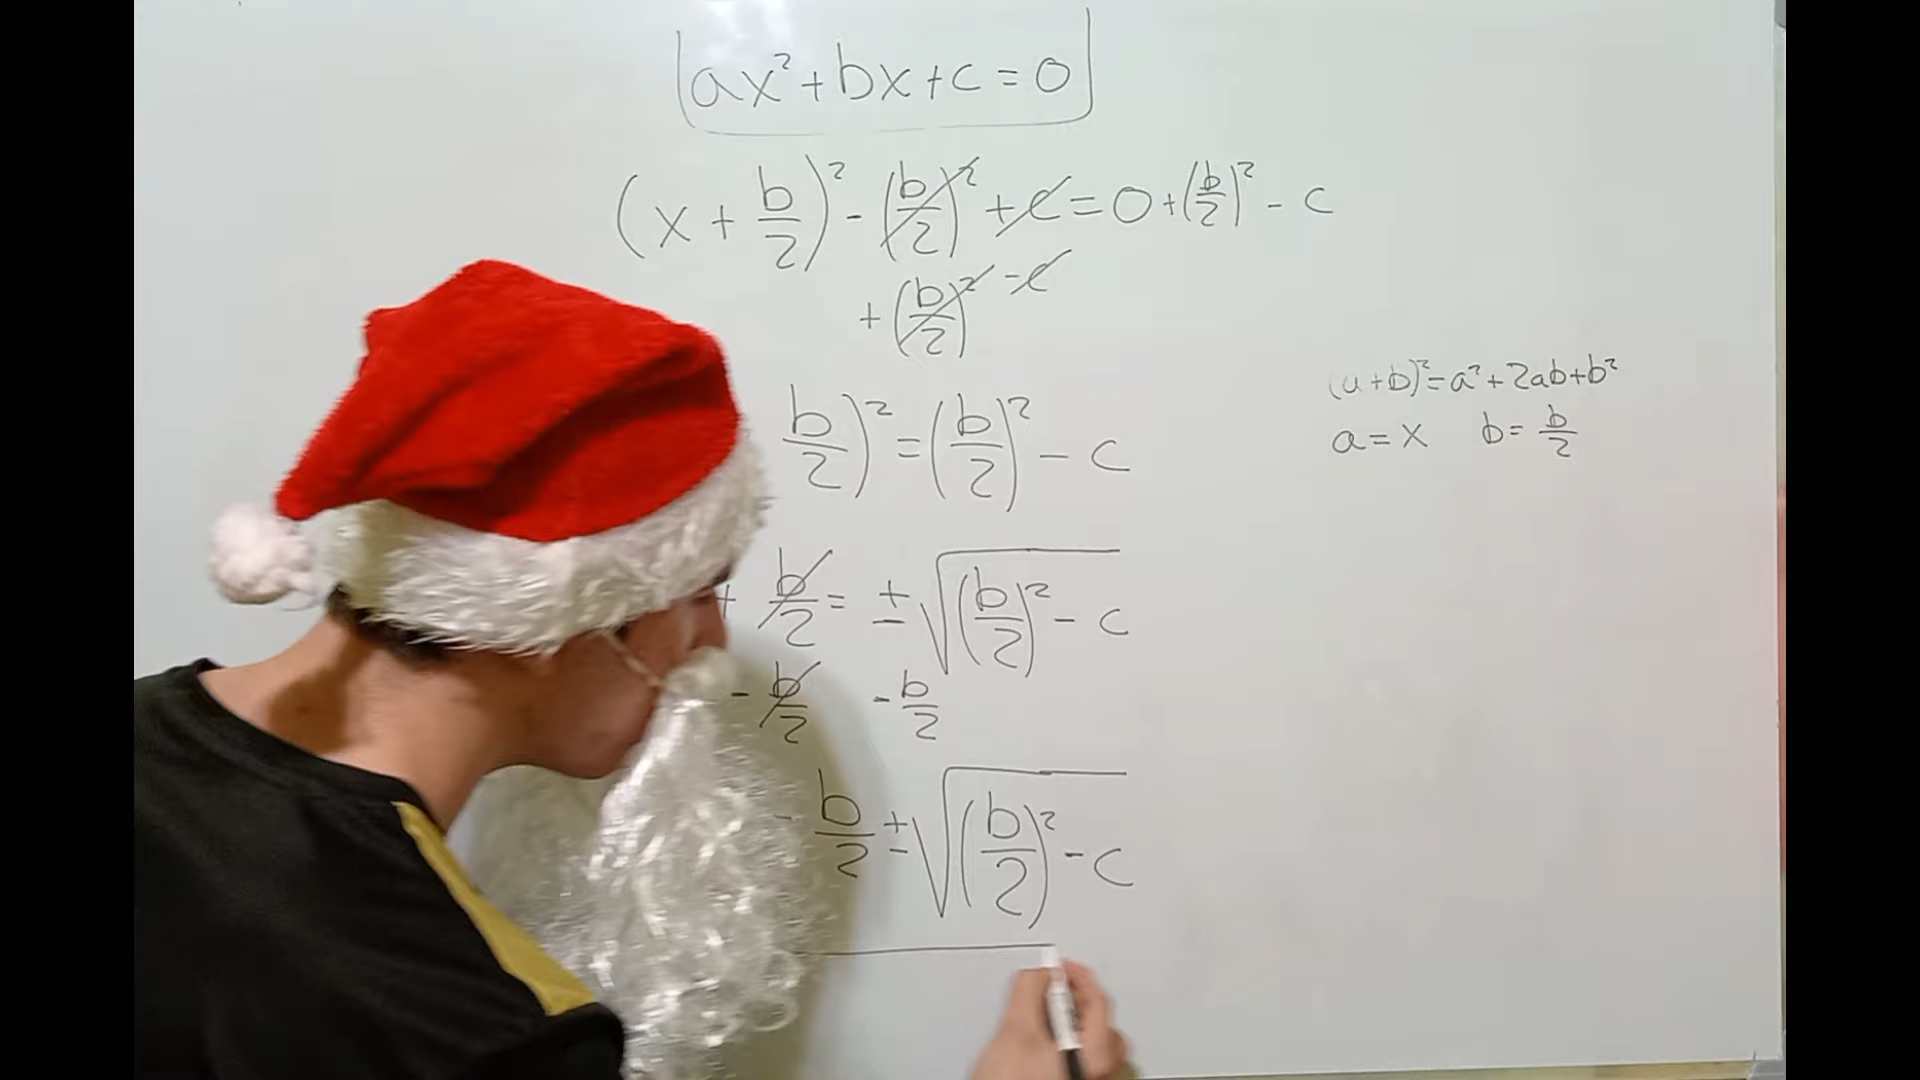 ax²+bx+c=0
(x + b/2)² - (b/2)² + c = 0 + (b/2)² - c
+ (b/2)² - c
b/2)² = (b/2)² - c
(a+b)² = a² + 2ab + b²
a = x b = b/2
+ b/2 = ± √((b/2)² - c
- b/2 - b/2
- b/2 ± √((b/2)² - c